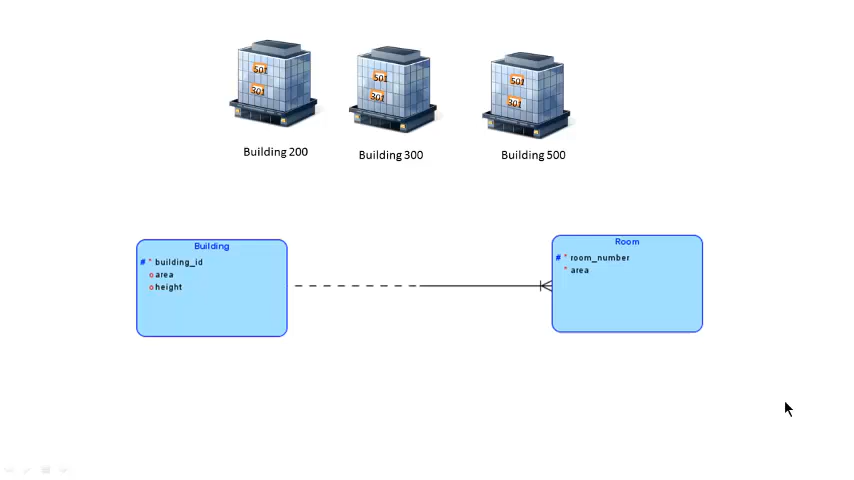 501
301
501
301
501
301
Building 200
Building 300
Building 500
Building
# * building_id
o area
o height
Room
# * room_number
* area